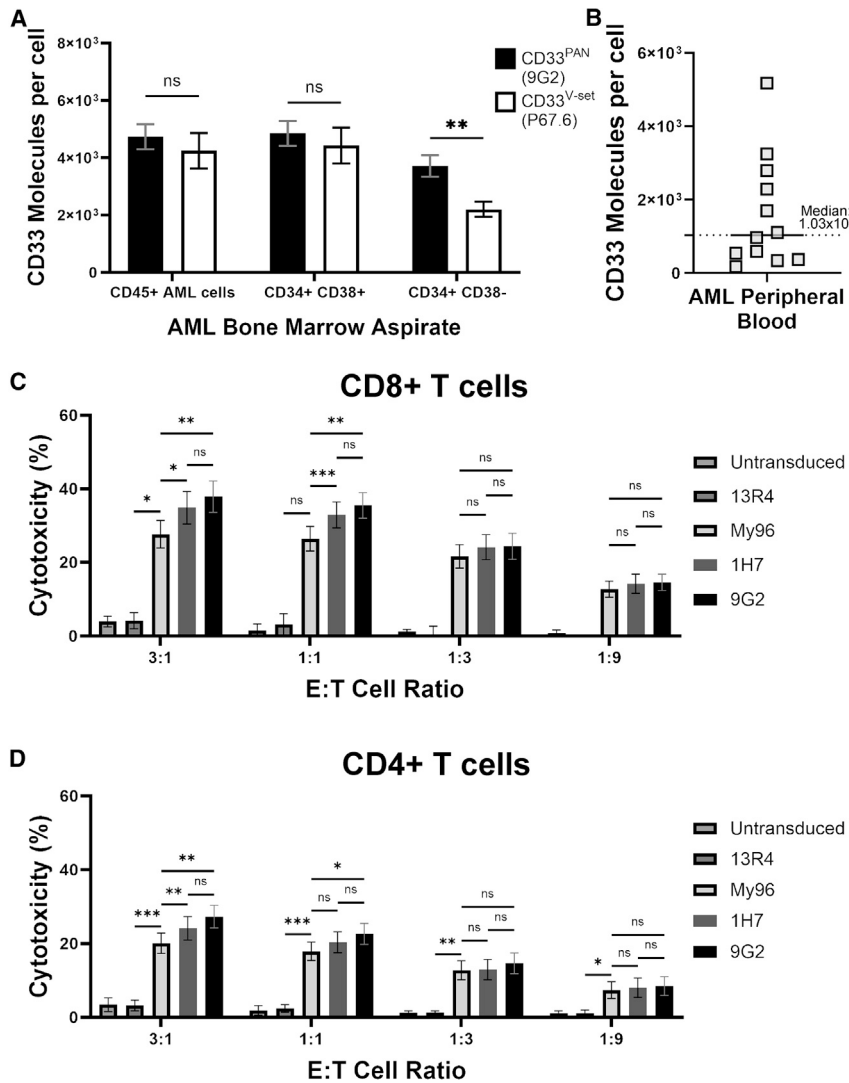 A
CD33 Molecules per cell
8×10³
6×10³
4×10³
2×10³
0
ns
ns
**
CD33PAN
(9G2)
CD33V-set
(P67.6)
CD45+ AML cells
CD34+ CD38+
CD34+ CD38-
AML Bone Marrow Aspirate
B
CD33 Molecules per cell
6×10³
4×10³
2×10³
0
Median:
1.03x10
AML Peripheral
Blood
C
CD8+ T cells
Cytotoxicity (%)
60
40
20
0
**
ns
*
*
**
ns
***
ns
ns
ns
ns
ns
ns
ns
3:1
1:1
1:3
1:9
E:T Cell Ratio
Untransduced
13R4
My96
1H7
9G2
D
CD4+ T cells
Cytotoxicity (%)
60
40
20
0
**
ns
**
***
*
ns
ns
***
ns
ns
ns
**
ns
ns
ns
*
3:1
1:1
1:3
1:9
E:T Cell Ratio
Untransduced
13R4
My96
1H7
9G2